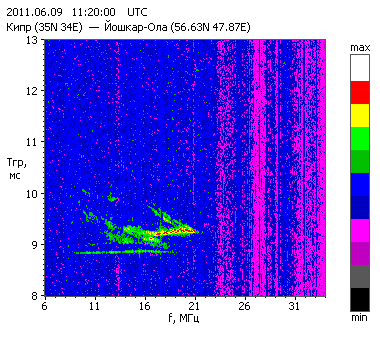 2011.06.09 11:20:00 UTC
Кипр (35N 34E) — Йошкар-Ола (56.63N 47.87E)
13
12
11
Tгр,
мс
10
9
8
6 11 16 21 26 31
f, МГц
max
min